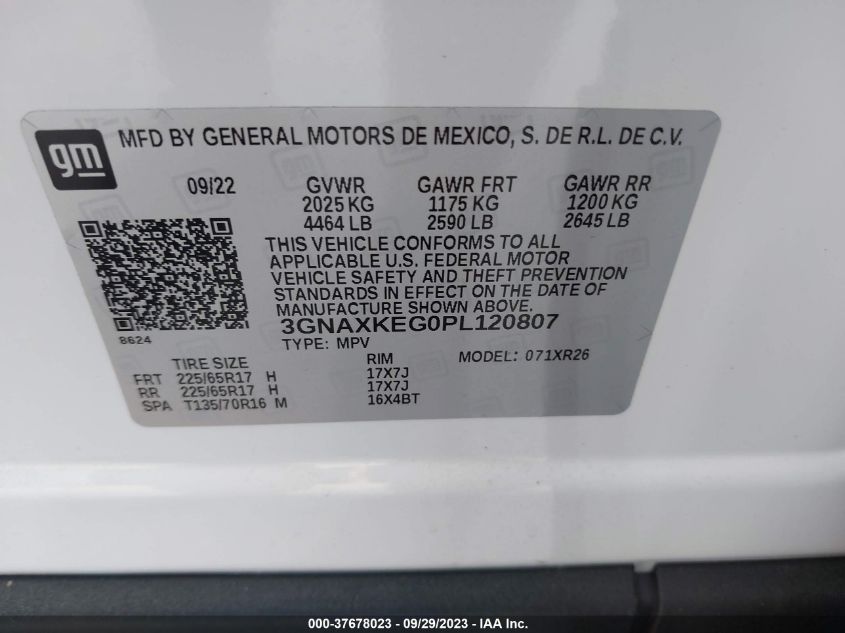 gm
MFD BY GENERAL MOTORS DE MEXICO, S. DE R.L. DE C.V.
09/22 GVWR GAWR FRT GAWR RR
2025 KG 1175 KG 1200 KG
4464 LB 2590 LB 2645 LB
THIS VEHICLE CONFORMS TO ALL
APPLICABLE U.S. FEDERAL MOTOR
VEHICLE SAFETY AND THEFT PREVENTION
STANDARDS IN EFFECT ON THE DATE OF
MANUFACTURE SHOWN ABOVE.
3GNAXKEG0PL120807
8624
TYPE: MPV MODEL: 071XR26
TIRE SIZE RIM
FRT 225/65R17 H 17X7J
RR 225/65R17 H 17X7J
SPA T135/70R16 M 16X4BT
000-37678023 - 09/29/2023 - IAA Inc.